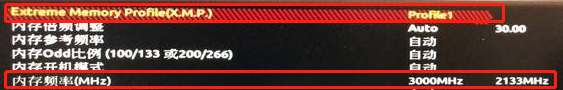 Extreme Memory Profile(X.M.P.) Profile1
内存倍频调整 Auto 30.00
内存参考频率 自动
内存Odd比例 (100/133 或200/266) 自动
内存开机模式 自动
内存频率(MHz) 3000MHz 2133MHz